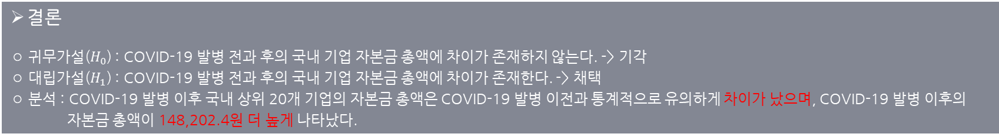 ➢ 결론
○ 귀무가설(H₀) : COVID-19 발병 전과 후의 국내 기업 자본금 총액에 차이가 존재하지 않는다. -> 기각
○ 대립가설(H₁) : COVID-19 발병 전과 후의 국내 기업 자본금 총액에 차이가 존재한다. -> 채택
○ 분석 : COVID-19 발병 이후 국내 상위 20개 기업의 자본금 총액은 COVID-19 발병 이전과 통계적으로 유의하게 차이가 났으며, COVID-19 발병 이후의
자본금 총액이 148,202.4원 더 높게 나타났다.